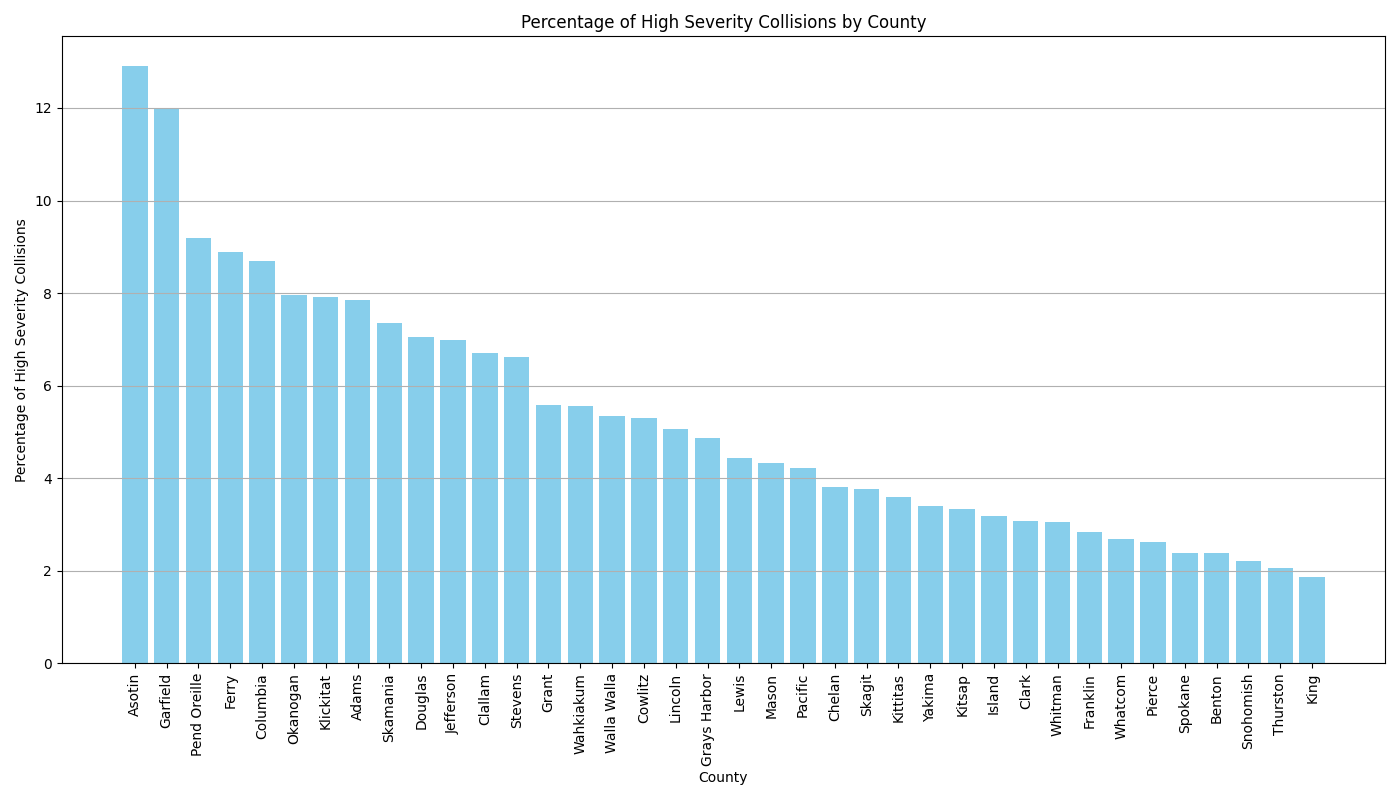 Percentage of High Severity Collisions by County
Percentage of High Severity Collisions
12
10
8
6
4
2
0
Asotin
Garfield
Pend Oreille
Ferry
Columbia
Okanogan
Klickitat
Adams
Skamania
Douglas
Jefferson
Clallam
Stevens
Grant
Wahkiakum
Walla Walla
Cowlitz
Lincoln
Grays Harbor
Lewis
Mason
Pacific
Chelan
Skagit
Kittitas
Yakima
Kitsap
Island
Clark
Whitman
Franklin
Whatcom
Pierce
Spokane
Benton
Snohomish
Thurston
King
County